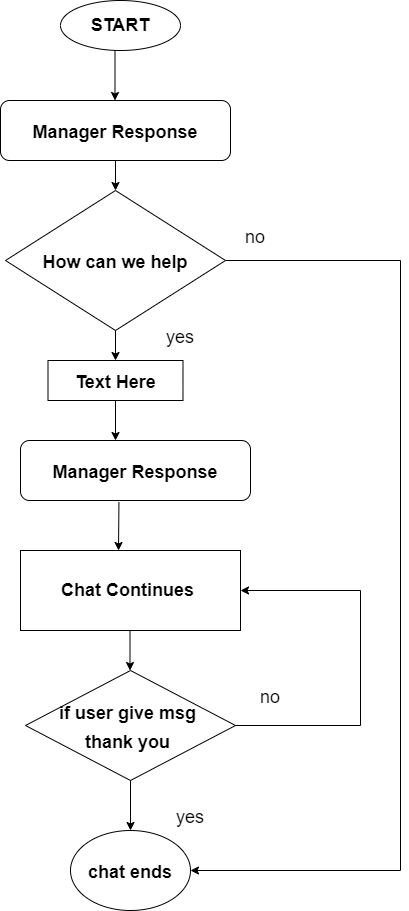 START
Manager Response
no
How can we help
yes
Text Here
Manager Response
Chat Continues
no
if user give msg
thank you
yes
chat ends